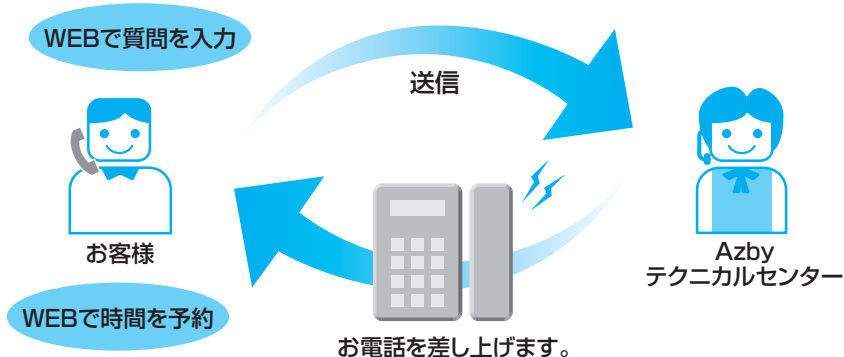 WEBで質問を入力
送信
お客様
Azby
テクニカルセンター
WEBで時間を予約
お電話を差し上げます。